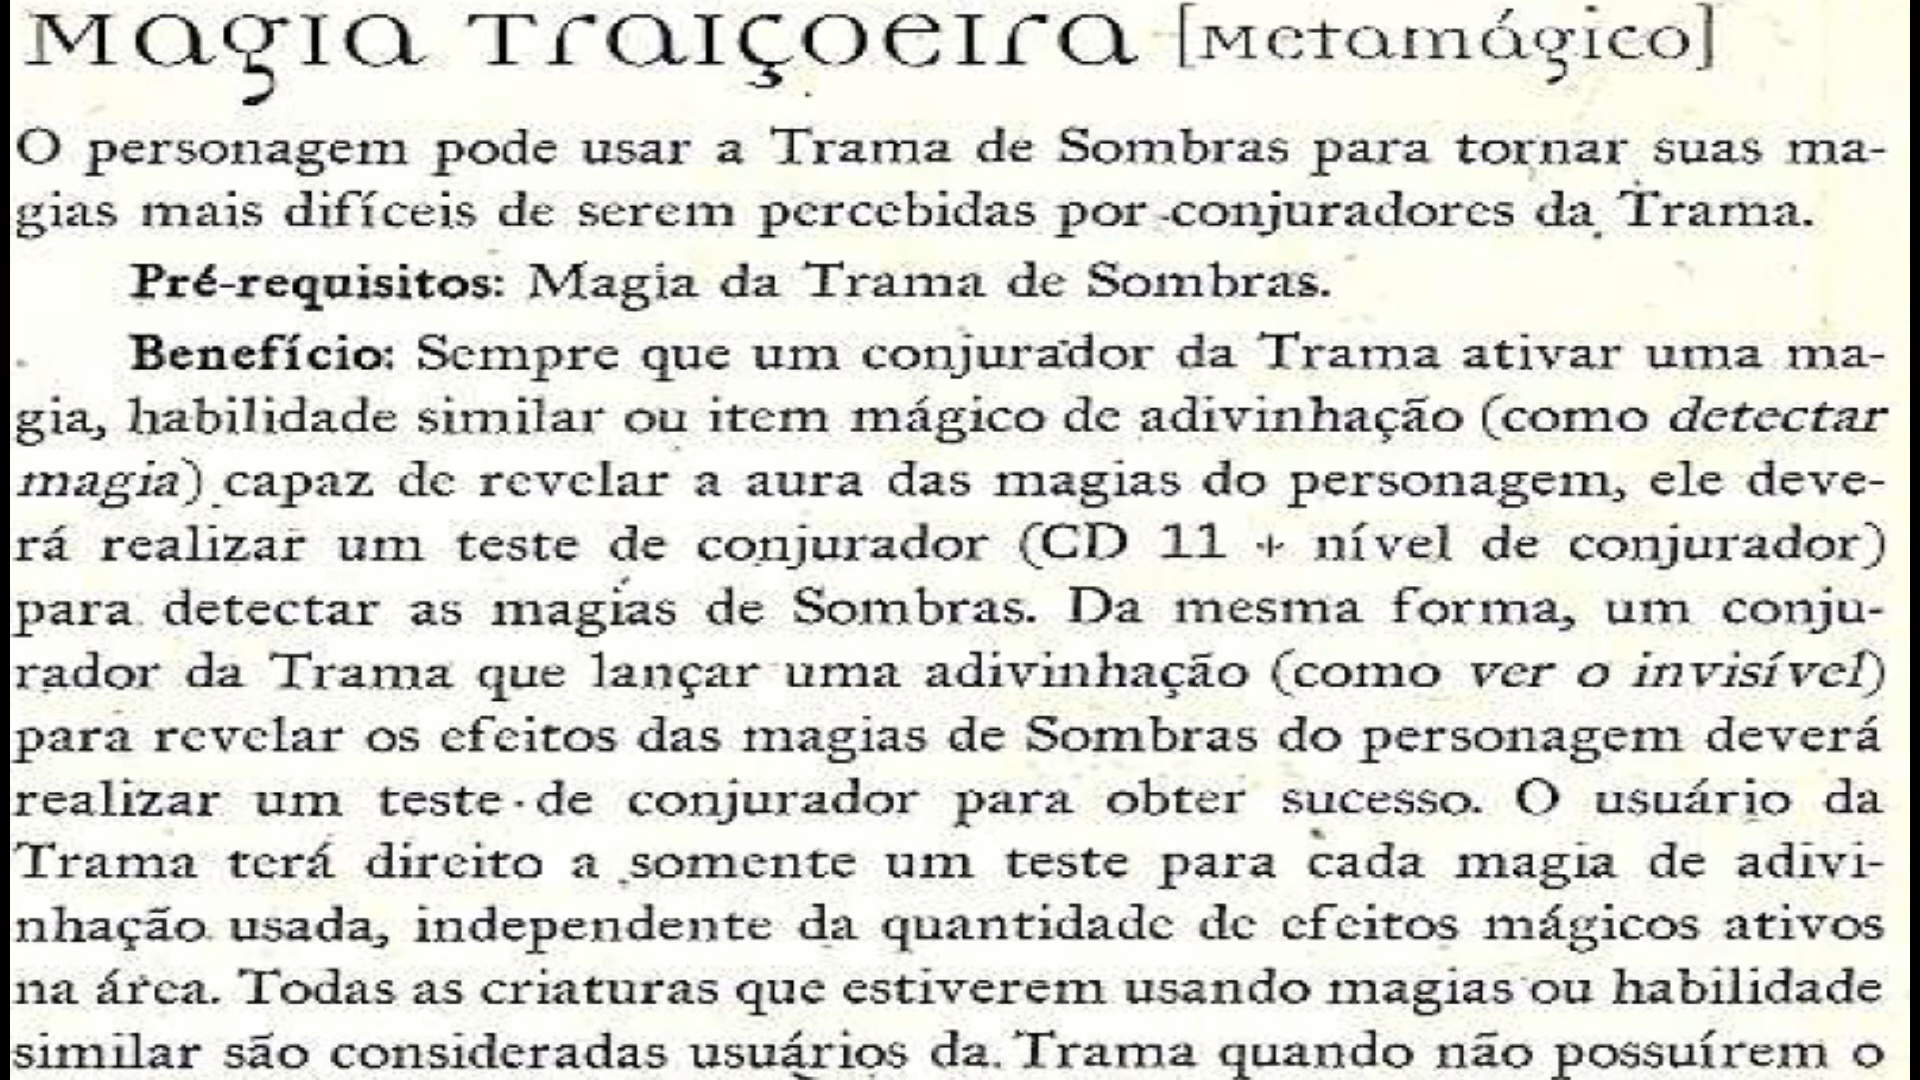 Magia Traiçoeira [Metamágico]
O personagem pode usar a Trama de Sombras para tornar suas ma-
gias mais difíceis de serem percebidas por conjuradores da Trama.
Pré-requisitos: Magia da Trama de Sombras.
Benefício: Sempre que um conjurador da Trama ativar uma ma-
gia, habilidade similar ou item mágico de adivinhação (como detectar
magia) capaz de revelar a aura das magias do personagem, ele deve-
rá realizar um teste de conjurador (CD 11 + nível de conjurador)
para detectar as magias de Sombras. Da mesma forma, um conju-
rador da Trama que lançar uma adivinhação (como ver o invisível)
para revelar os efeitos das magias de Sombras do personagem deverá
realizar um teste de conjurador para obter sucesso. O usuário da
Trama terá direito a somente um teste para cada magia de adivi-
nhação usada, independente da quantidade de efeitos mágicos ativos
na área. Todas as criaturas que estiverem usando magias ou habilidade
similar são consideradas usuários da Trama quando não possuírem o